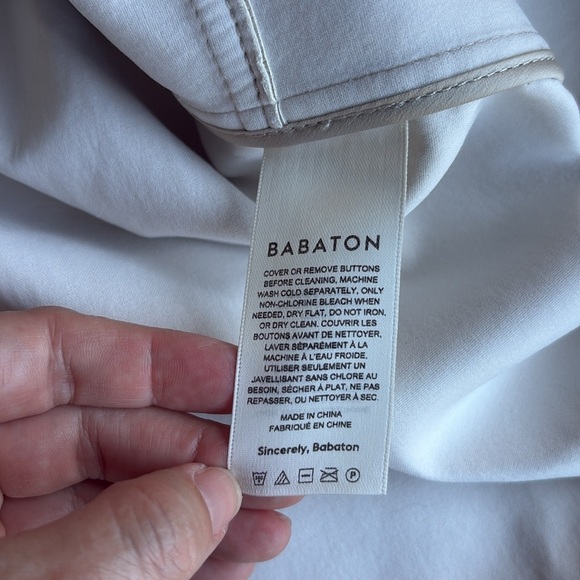 BABATON
COVER OR REMOVE BUTTONS
BEFORE CLEANING, MACHINE
WASH COLD SEPARATELY, ONLY
NON-CHLORINE BLEACH WHEN
NEEDED, DRY FLAT, DO NOT IRON.
OR DRY CLEAN. COUVRIR LES
BOUTONS AVANT DE NETTOYER.
LAVER SÉPARÉMENT À LA
MACHINE À L'EAU FROIDE.
UTILISER SEULEMENT UN
JAVELLISANT SANS CHLORE AU
BESOIN, SÉCHER À PLAT, NE PAS
REPASSER, OU NETTOYER À SEC.
MADE IN CHINA
FABRIQUÉ EN CHINE
Sincerely, Babaton
P